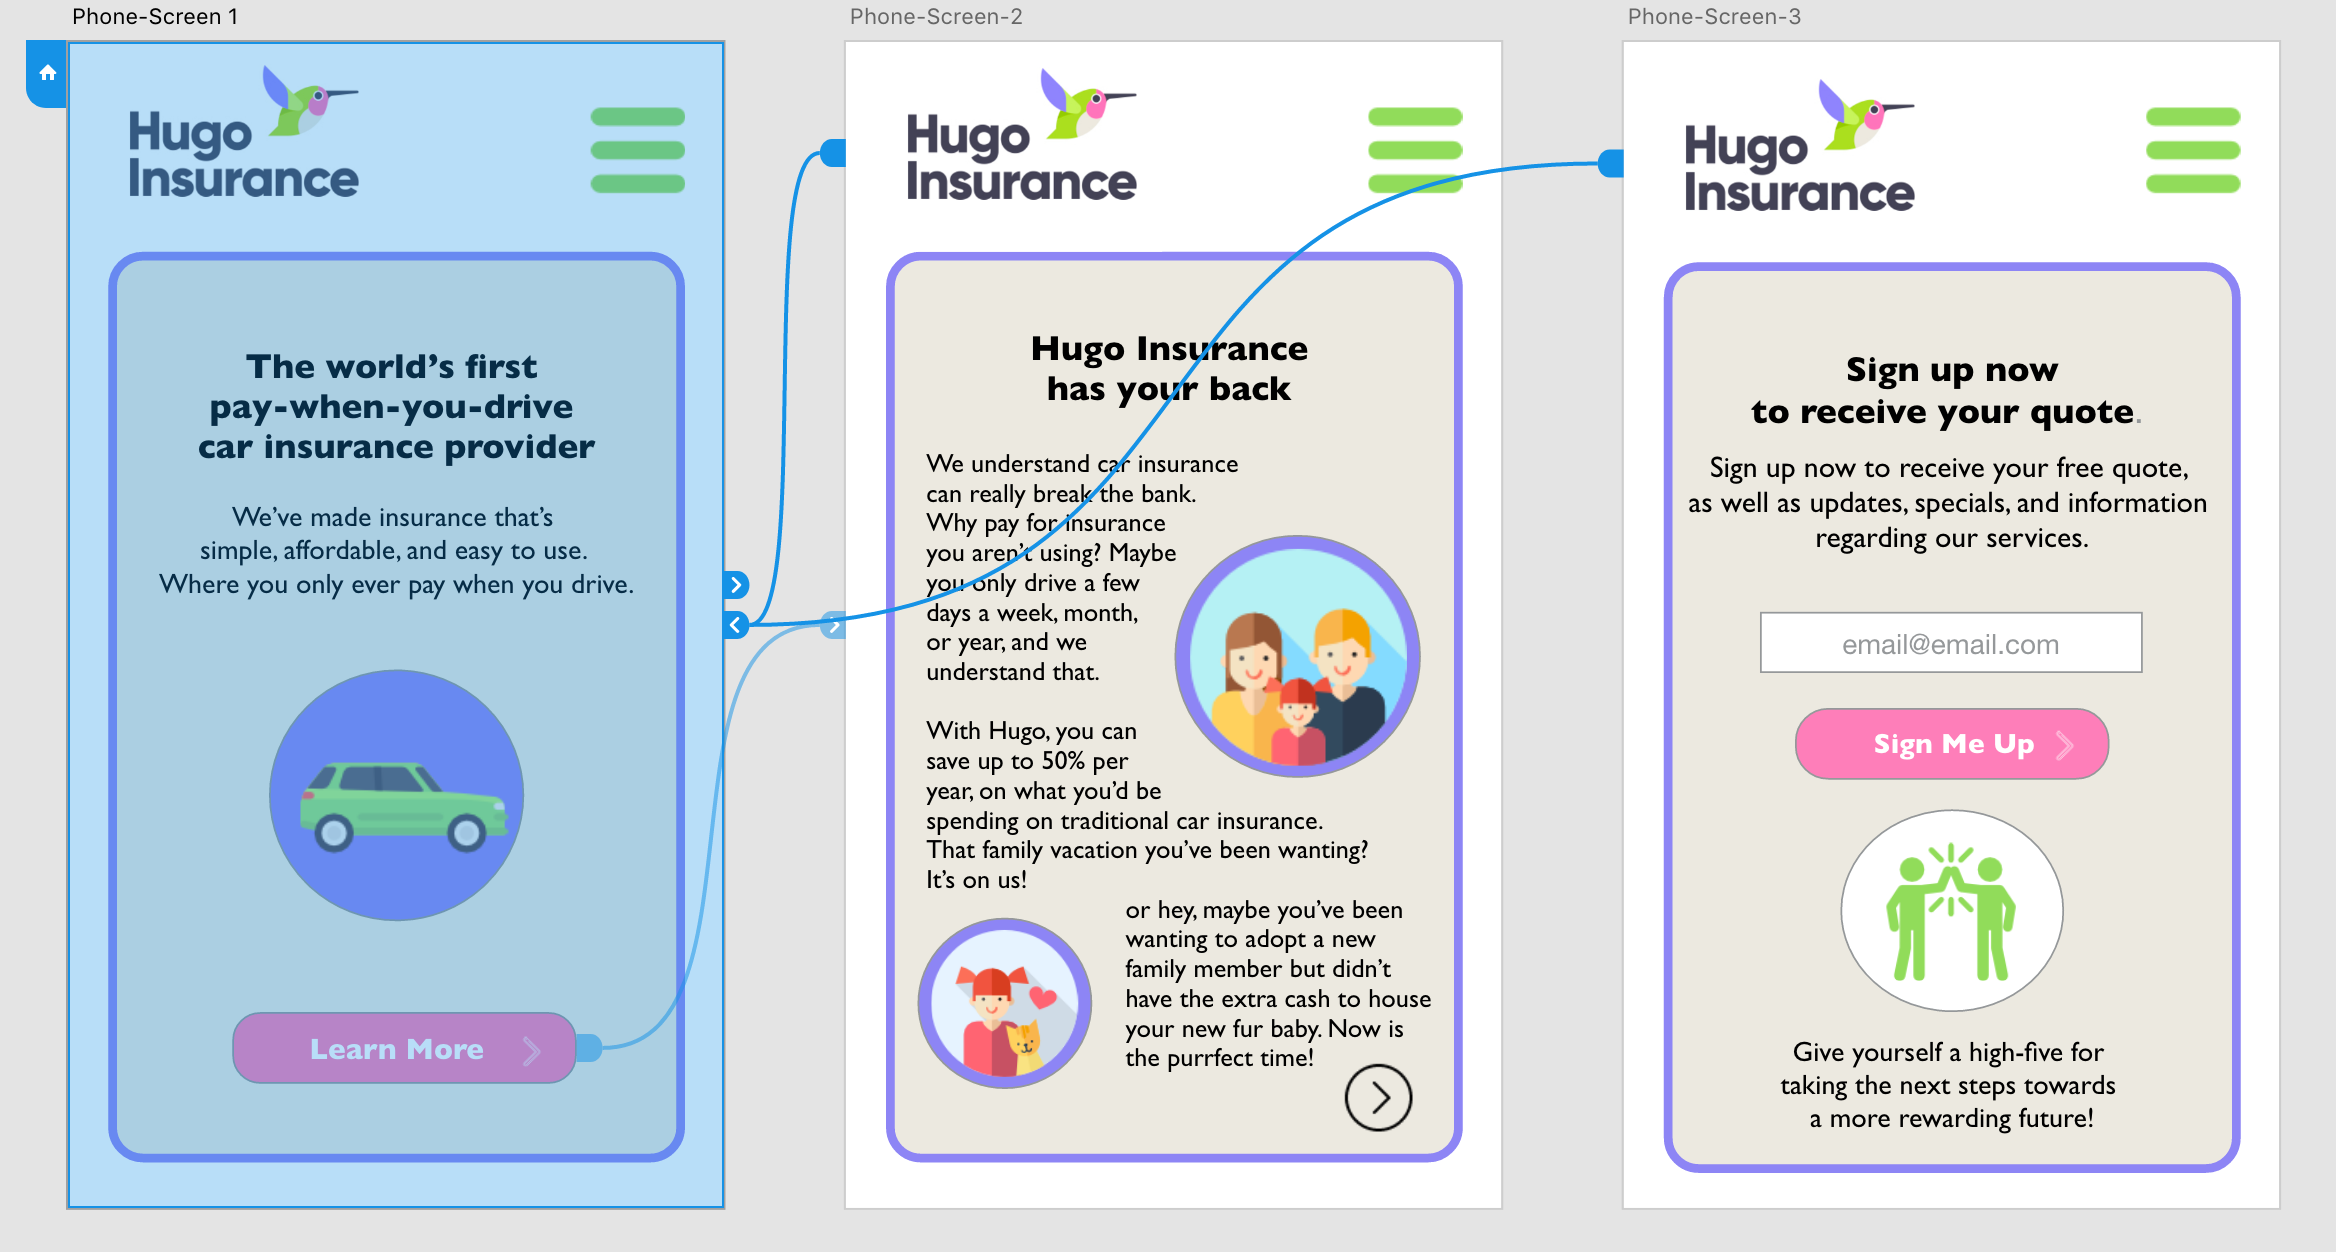 Phone-Screen 1
Hugo
Insurance
The world’s first
pay-when-you-drive
car insurance provider
We’ve made insurance that’s
simple, affordable, and easy to use.
Where you only ever pay when you drive.
Learn More
Phone-Screen-2
Hugo
Insurance
Hugo Insurance
has your back
We understand car insurance
can really break the bank.
Why pay for insurance
you aren’t using? Maybe
you only drive a few
days a week, month,
or year, and we
understand that.
With Hugo, you can
save up to 50% per
year, on what you’d be
spending on traditional car insurance.
That family vacation you’ve been wanting?
It’s on us!
or hey, maybe you’ve been
wanting to adopt a new
family member but didn’t
have the extra cash to house
your new fur baby. Now is
the purrfect time!
Phone-Screen-3
Hugo
Insurance
Sign up now
to receive your quote.
Sign up now to receive your free quote,
as well as updates, specials, and information
regarding our services.
email@email.com
Sign Me Up
Give yourself a high-five for
taking the next steps towards
a more rewarding future!